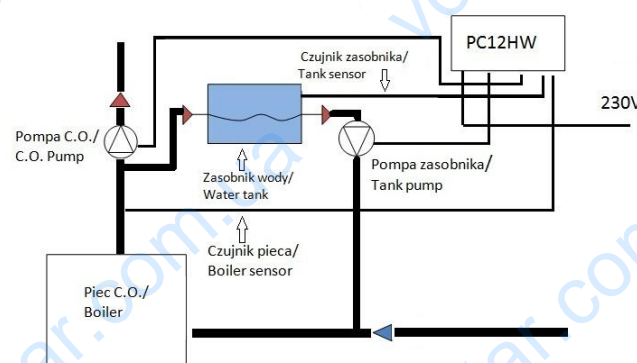 PC12HW
Czujnik zasobnika/
Tank sensor
230V
Pompa C.O./
C.O. Pump
Pompa zasobnika/
Tank pump
Zasobnik wody/
Water tank
Czujnik pieca/
Boiler sensor
Piec C.O./
Boiler